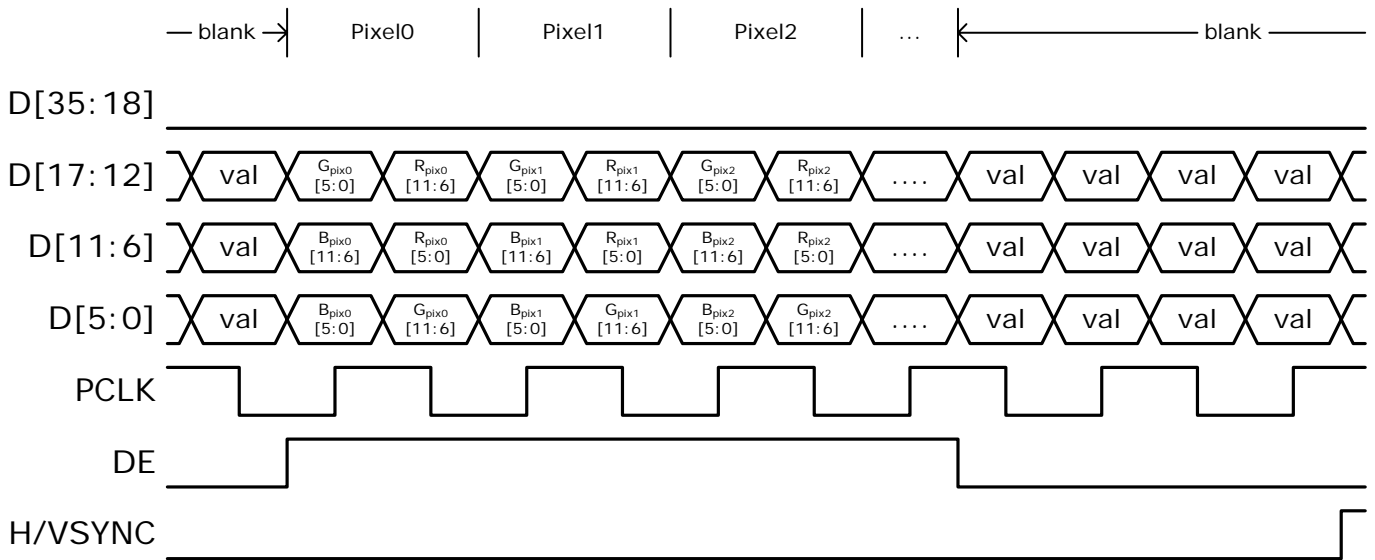 blank Pixel0 Pixel1 Pixel2 ... blank
D[35:18]
D[17:12] val Gpix0 [5:0] Rpix0 [11:6] Gpix1 [5:0] Rpix1 [11:6] Gpix2 [5:0] Rpix2 [11:6] .... val val val val
D[11:6] val Bpix0 [11:6] Rpix0 [5:0] Bpix1 [11:6] Rpix1 [5:0] Bpix2 [11:6] Rpix2 [5:0] .... val val val val
D[5:0] val Bpix0 [5:0] Gpix0 [11:6] Bpix1 [5:0] Gpix1 [11:6] Bpix2 [5:0] Gpix2 [11:6] .... val val val val
PCLK
DE
H/VSYNC